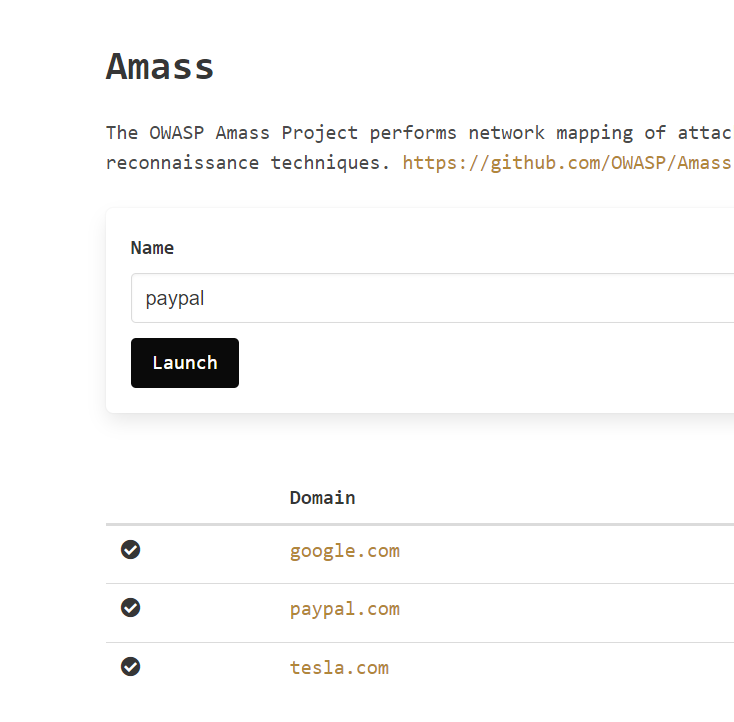 Amass
The OWASP Amass Project performs network mapping of attac
reconnaissance techniques. https://github.com/OWASP/Amass
Name
paypal
Launch
Domain
google.com
paypal.com
tesla.com